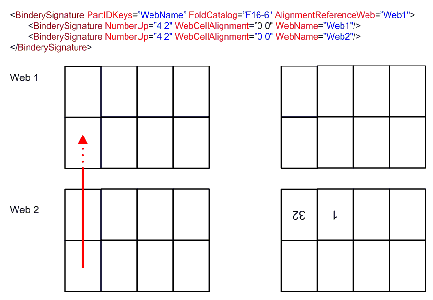 <BinderySignature PartIDKeys="WebName" FoldCatalog="F16-6" AlignmentReferenceWeb="Web1">
<BinderySignature NumberUp="4 2" WebCellAlignment="0 0" WebName="Web1"/>
<BinderySignature NumberUp="4 2" WebCellAlignment="0 0" WebName="Web2"/>
</BinderySignature>
Web 1
Web 2
32 1